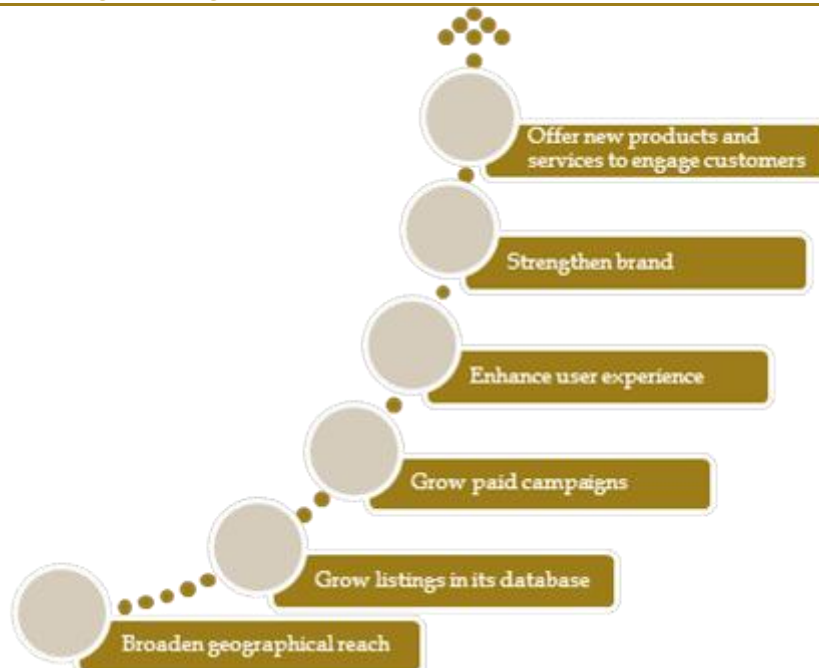 Offer new products and
services to engage customers
Strengthen brand
Enhance user experience
Grow paid campaigns
Grow listings in its database
Broaden geographical reach